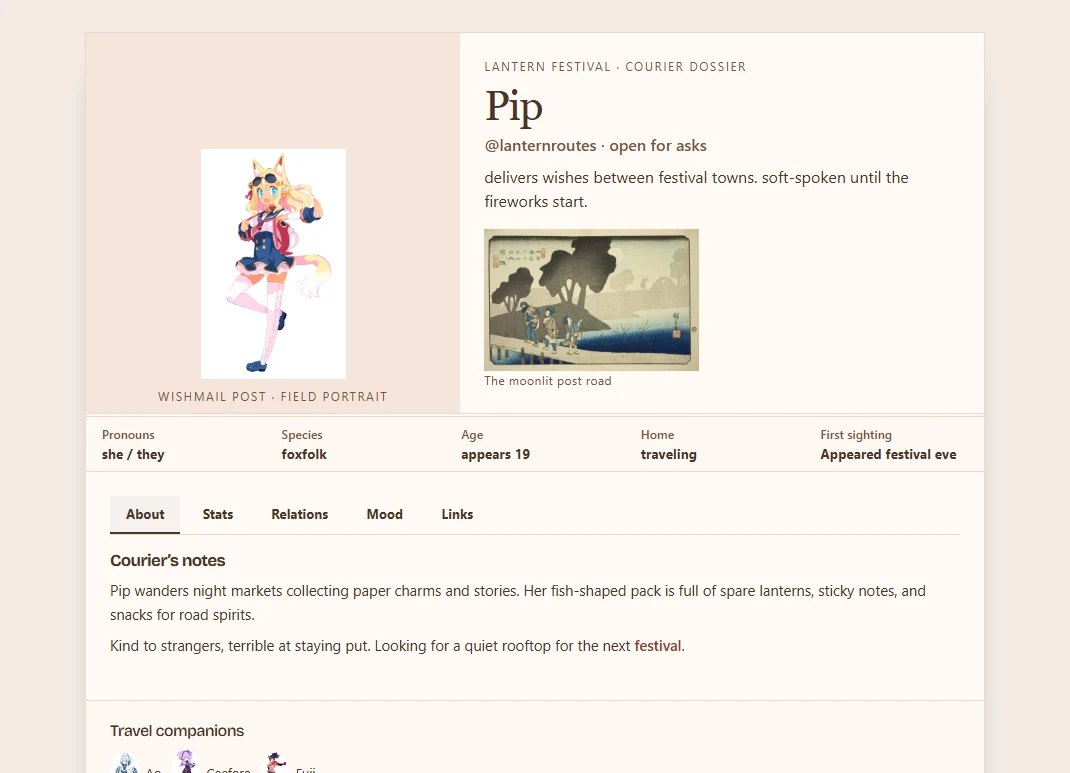 LANTERN FESTIVAL · COURIER DOSSIER
Pip
@lanternroutes · open for asks
delivers wishes between festival towns. soft-spoken until the
fireworks start.
The moonlit post road
WISHMAIL POST · FIELD PORTRAIT
Pronouns
she / they
Species
foxfolk
Age
appears 19
Home
traveling
First sighting
Appeared festival eve
About Stats Relations Mood Links
Courier's notes
Pip wanders night markets collecting paper charms and stories. Her fish-shaped pack is full of spare lanterns, sticky notes, and
snacks for road spirits.
Kind to strangers, terrible at staying put. Looking for a quiet rooftop for the next festival.
Travel companions